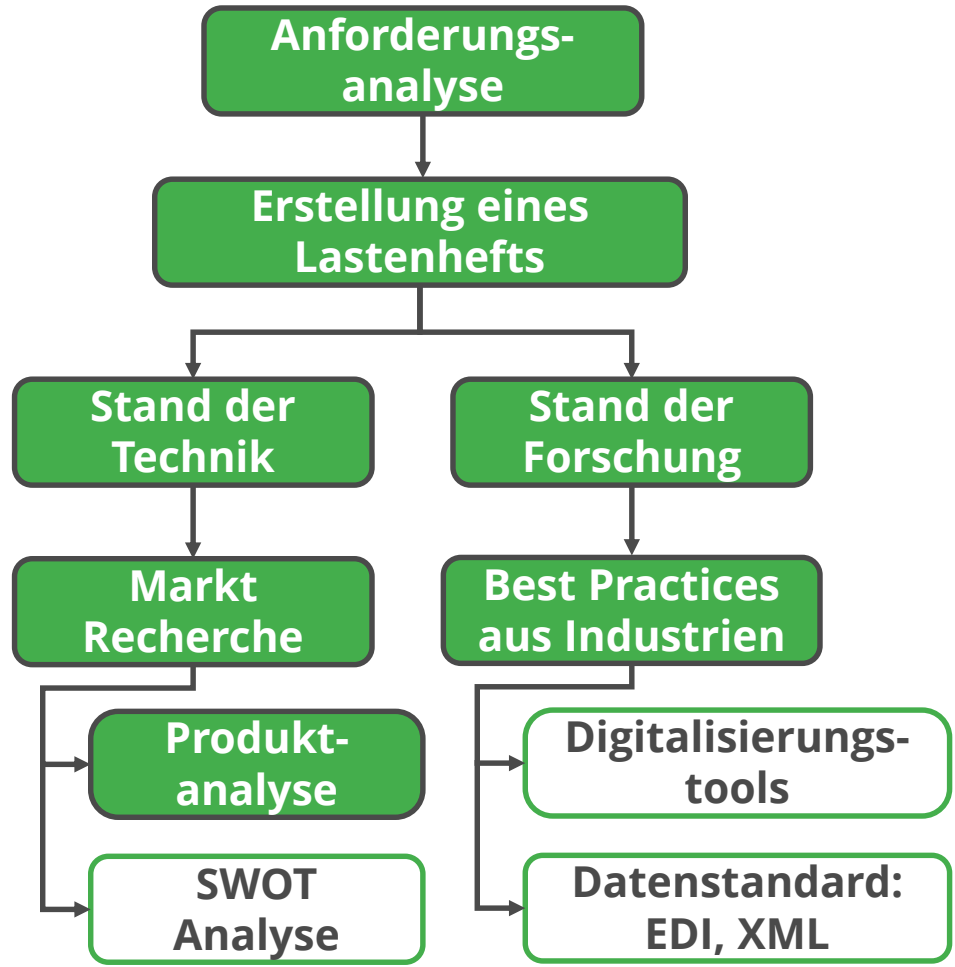 Anforderungs-
analyse
Erstellung eines
Lastenhefts
Stand der
Technik
Stand der
Forschung
Markt
Recherche
Best Practices
aus Industrien
Produkt-
analyse
Digitalisierungs-
tools
SWOT
Analyse
Datenstandard:
EDI, XML